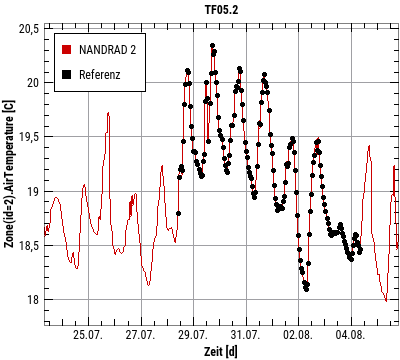 TF05.2
20,5
20
19,5
19
18,5
18
NANDRAD 2
Referenz
Zone(id=2),AirTemperature [C]
25.07.
27.07.
29.07.
31.07.
02.08.
04.08.
Zeit [d]